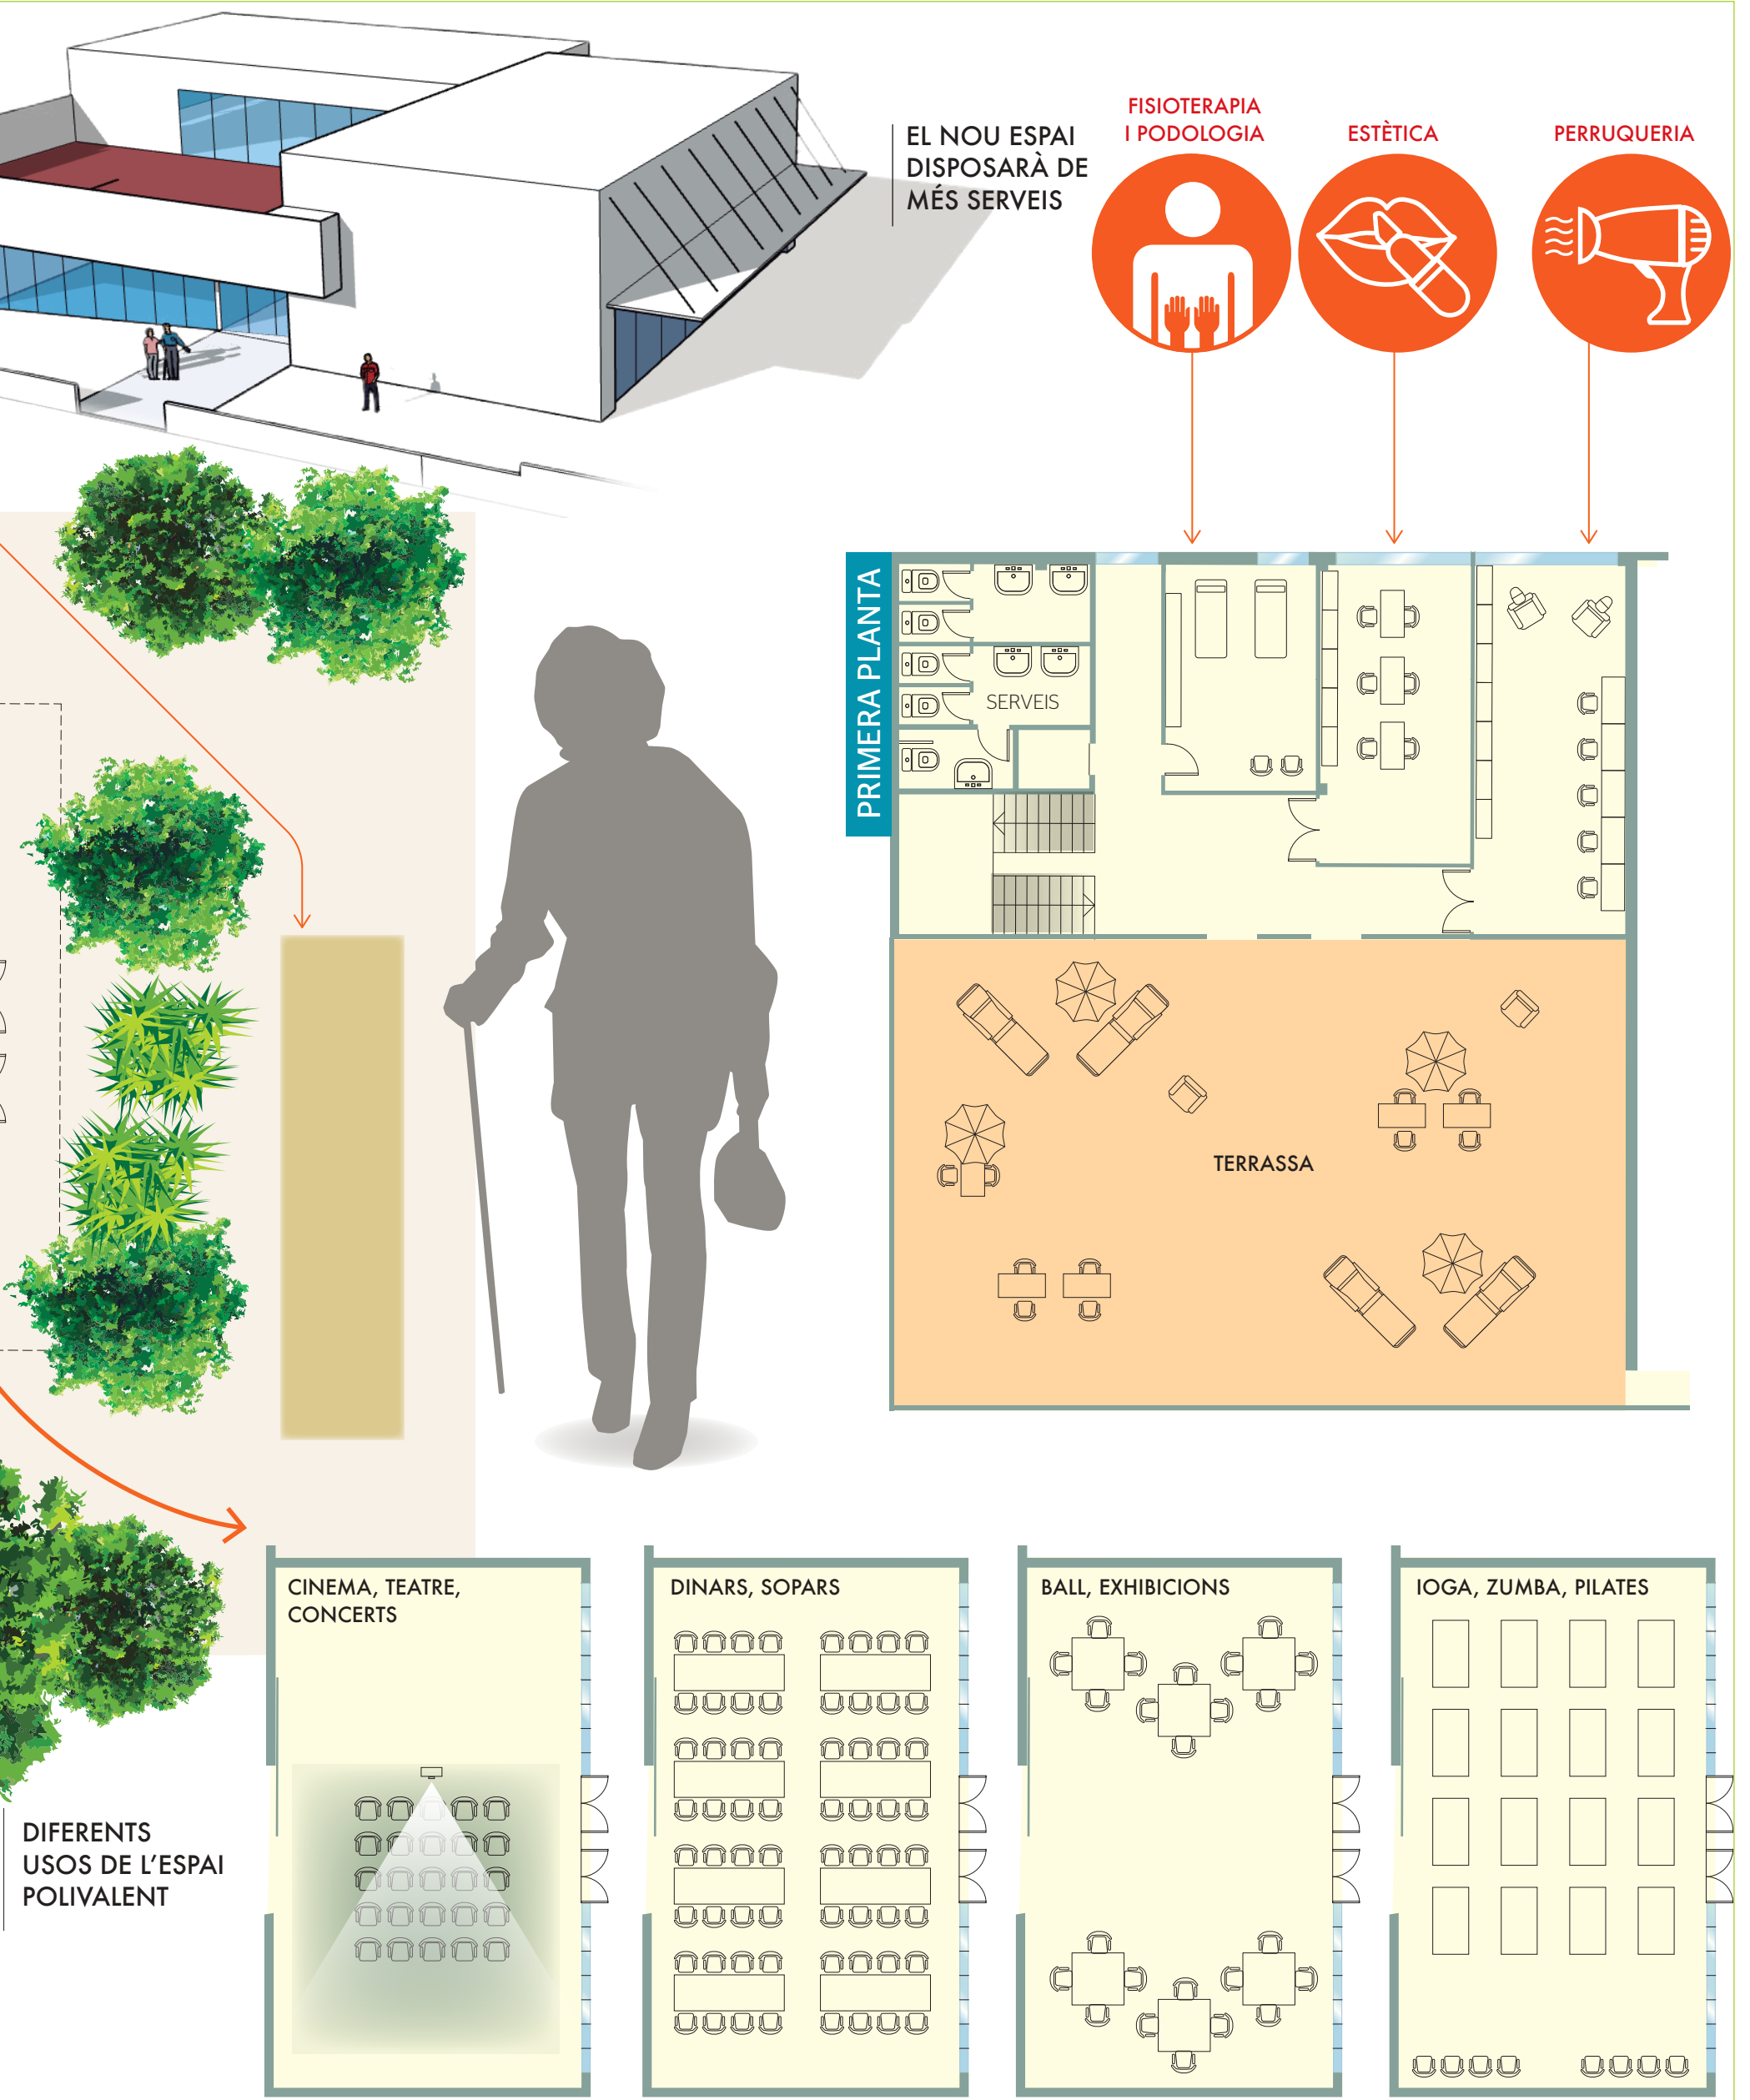 EL NOU ESPAI
DISPOSARÀ DE
MÉS SERVEIS
FISIOTERAPIA
I PODOLOGIA
ESTÈTICA
PERRUQUERIA
PRIMERA PLANTA
SERVEIS
TERRASSA
DIFERENTS
USOS DE L'ESPAI
POLIVALENT
CINEMA, TEATRE,
CONCERTS
DINARS, SOPARS
BALL, EXHIBICIONS
IOGA, ZUMBA, PILATES